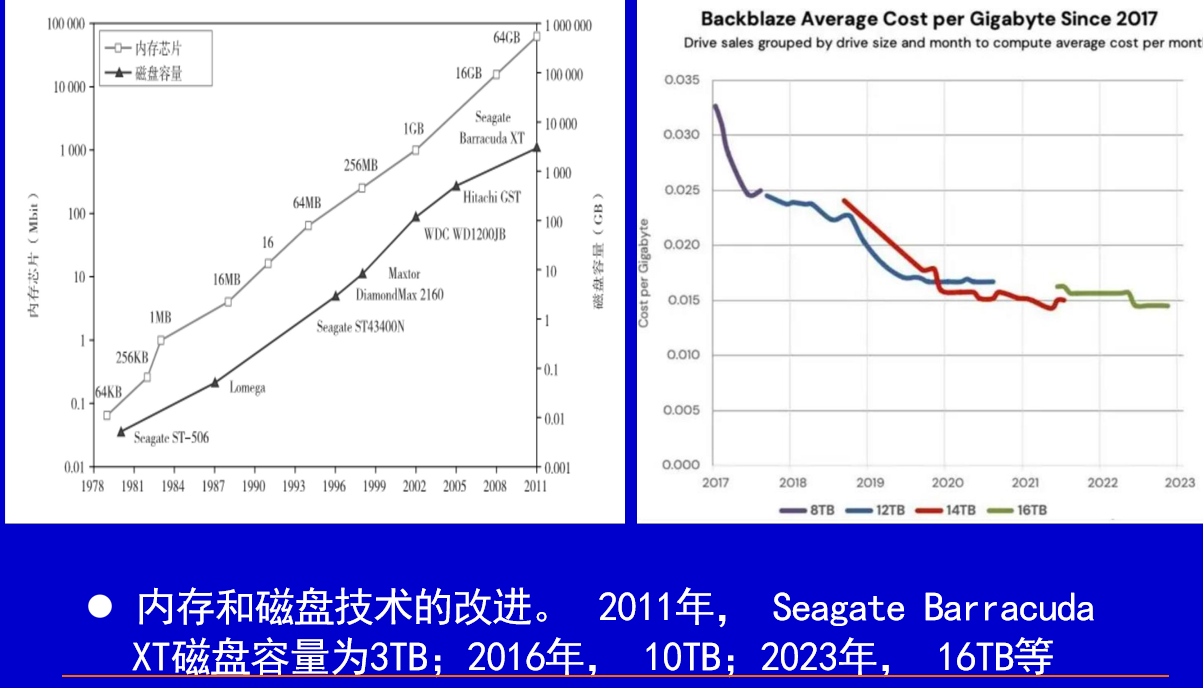 100 000
10 000
1 000
100
10
1
0.1
0.01
内存芯片（Mbit）
内存芯片
磁盘容量
64KB
256KB
1MB
16MB
16
64MB
256MB
1GB
16GB
64GB
Seagate ST-506
Lomega
Seagate ST43400N
Maxtor
DiamondMax 2160
WDC WD1200JB
Hitachi GST
Seagate
Barracuda XT
1 000 000
100 000
10 000
1 000
100
10
1
0.1
0.01
0.001
磁盘容量（GB）
1978 1981 1984 1987 1990 1993 1996 1999 2002 2005 2008 2011
Backblaze Average Cost per Gigabyte Since 2017
Drive sales grouped by drive size and month to compute average cost per mont
Cost per Gigabyte
0.035
0.030
0.025
0.020
0.015
0.010
0.005
0.000
2017 2018 2019 2020 2021 2022 2023
8TB 12TB 14TB 16TB
● 内存和磁盘技术的改进。 2011年， Seagate Barracuda
XT磁盘容量为3TB；2016年， 10TB；2023年， 16TB等